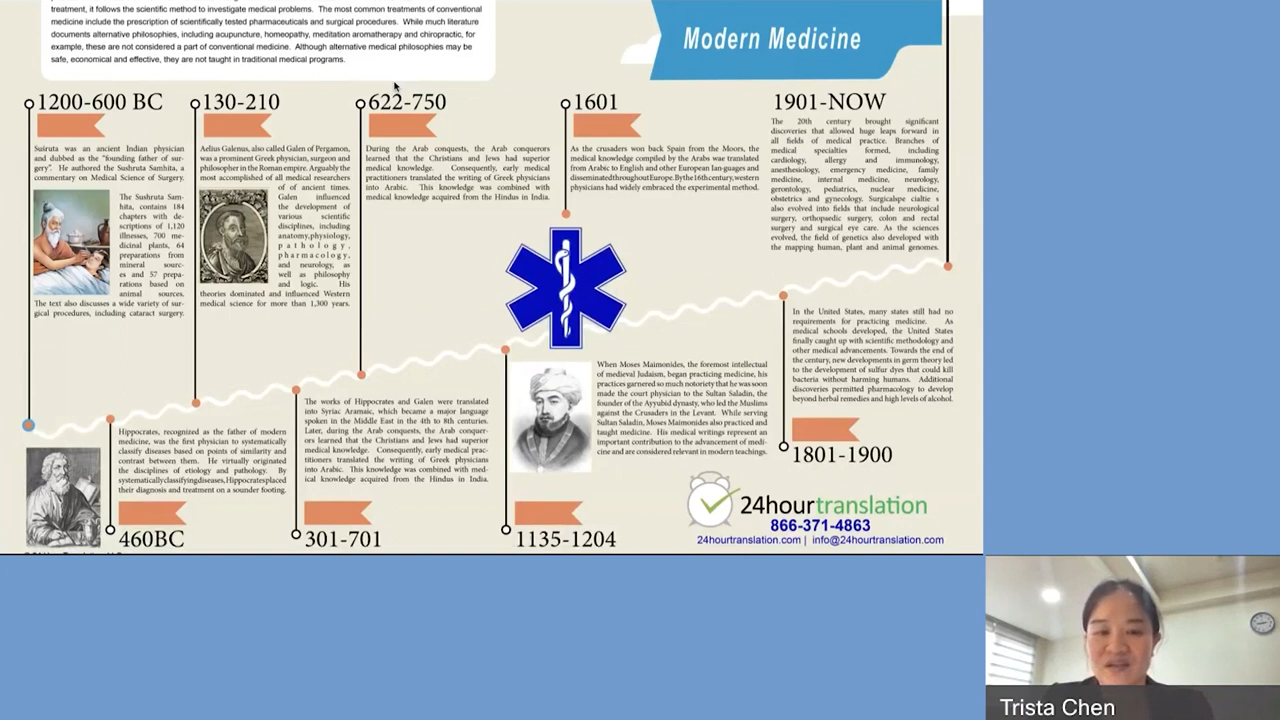 treatment, it follows the scientific method to investigate medical problems. The most common treatments of conventional
medicine include the prescription of scientifically tested pharmaceuticals and surgical procedures. While much literature
documents alternative philosophies, including acupuncture, homeopathy, meditation aromatherapy and chiropractic, for
example, these are not considered a part of conventional medicine. Although alternative medical philosophies may be
safe, economical and effective, they are not taught in traditional medical programs.
Modern Medicine
1200-600 BC
Suśruta was an ancient Indian physician
and dubbed as the "founding father of sur-
gery". He authored the Sushruta Samhita, a
commentary on Medical Science of Surgery.
The Sushruta Sam-
hita, contains 184
chapters with de-
scriptions of 1,120
illnesses, 700 me-
dicinal plants, 64
preparations from
mineral sourc-
es and 57 prepa-
rations based on
animal sources.
The text also discusses a wide variety of sur-
gical procedures, including cataract surgery.
130-210
Aelius Galenus, also called Galen of Pergamon,
was a prominent Greek physician, surgeon and
philosopher in the Roman empire. Arguably the
most accomplished of all medical researchers
of of ancient times.
Galen influenced
the development of
various scientific
disciplines, including
anatomy,physiology,
pathology,
pharmacology,
and neurology, as
well as philosophy
and logic. His
theories dominated and influenced Western
medical science for more than 1,300 years.
622-750
During the Arab conquests, the Arab conquerors
learned that the Christians and Jews had superior
medical knowledge. Consequently, early medical
practitioners translated the writing of Greek physicians
into Arabic. This knowledge was combined with
medical knowledge acquired from the Hindus in India.
1601
As the crusaders won back Spain from the Moors, the
medical knowledge compiled by the Arabs was translated
from Arabic to English and other European lan-guages and
disseminatedthroughoutEurope. Bythe16thcentury,western
physicians had widely embraced the experimental method.
1901-NOW
The 20th century brought significant
discoveries that allowed huge leaps forward in
all fields of medical practice. Branches of
medical specialties formed, including
cardiology, allergy and immunology,
anesthesiology, emergency medicine, family
medicine, internal medicine, neurology,
gerontology, pediatrics, nuclear medicine,
obstetrics and gynecology. Surgicalspe cialtie s
also evolved into fields that include neurological
surgery, orthopaedic surgery, colon and rectal
surgery and surgical eye care. As the sciences
evolved, the field of genetics also developed with
the mapping human, plant and animal genomes.
Hippocrates, recognized as the father of modern
medicine, was the first physician to systematically
classify diseases based on points of similarity and
contrast between them. He virtually originated
the disciplines of etiology and pathology. By
systematicallyclassifyingdiseases,Hippocratesplaced
their diagnosis and treatment on a sounder footing.
460BC
The works of Hippocrates and Galen were translated
into Syriac Aramaic, which became a major language
spoken in the Middle East in the 4th to 8th centuries.
Later, during the Arab conquests, the Arab conquer-
ors learned that the Christians and Jews had superior
medical knowledge. Consequently, early medical prac-
titioners translated the writing of Greek physicians
into Arabic. This knowledge was combined with med-
ical knowledge acquired from the Hindus in India.
301-701
When Moses Maimonides, the foremost intellectual
of medieval Judaism, began practicing medicine, his
practices garnered so much notoriety that he was soon
made the court physician to the Sultan Saladin, the
founder of the Ayyubid dynasty, who led the Muslims
against the Crusaders in the Levant. While serving
Sultan Saladin, Moses Maimonides also practiced and
taught medicine. His medical writings represent an
important contribution to the advancement of medi-
cine and are considered relevant in modern teachings.
1135-1204
In the United States, many states still had no
requirements for practicing medicine. As
medical schools developed, the United States
finally caught up with scientific methodology and
other medical advancements. Towards the end of
the century, new developments in germ theory led
to the development of sulfur dyes that could kill
bacteria without harming humans. Additional
discoveries permitted pharmacology to develop
beyond herbal remedies and high levels of alcohol.
1801-1900
24hourtranslation
866-371-4863
24hourtranslation.com | info@24hourtranslation.com
Trista Chen